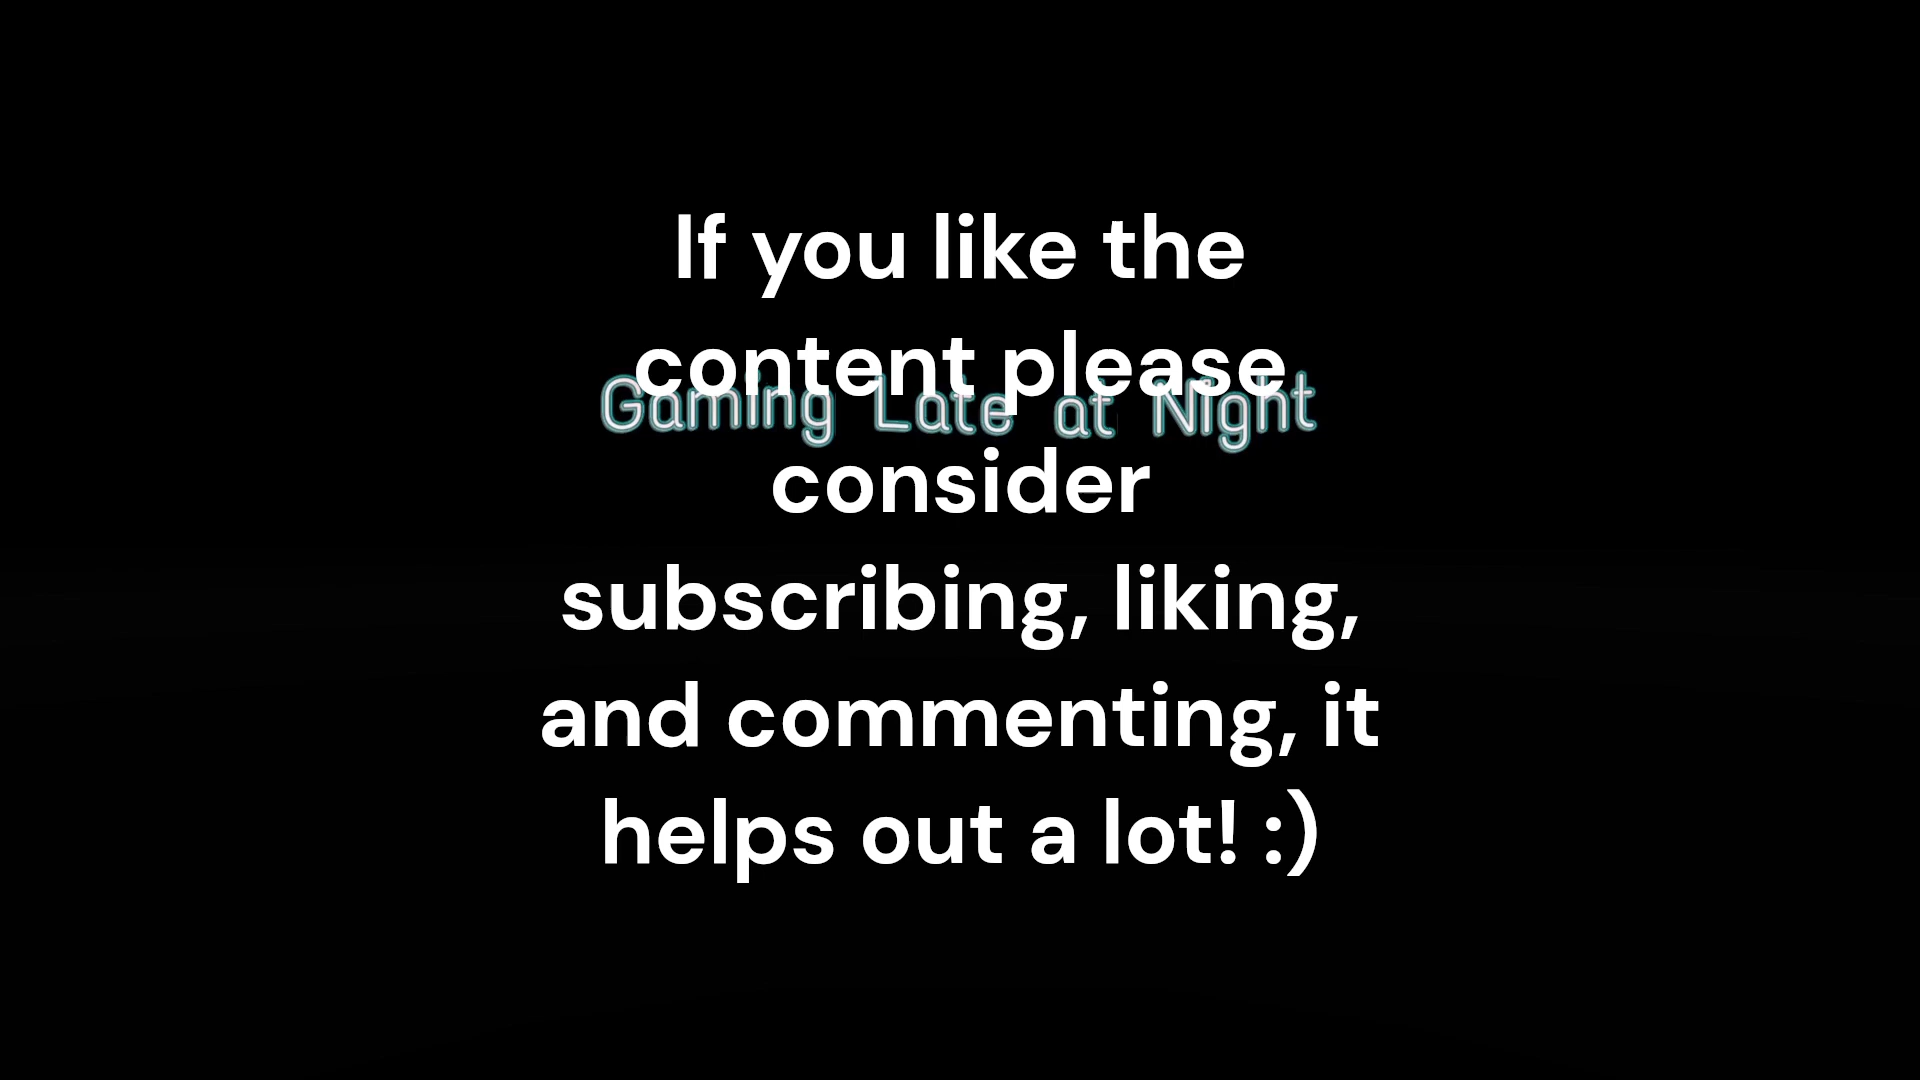 If you like the
content please
Gaming Late at Night
consider
subscribing, liking,
and commenting, it
helps out a lot! :)